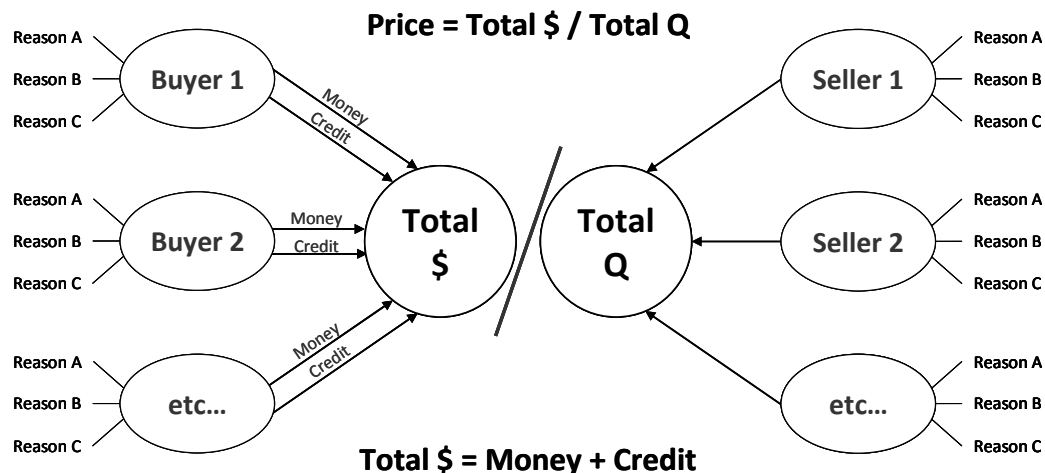 Price = Total $ / Total Q
Reason A
Reason B
Reason C
Buyer 1
Money
Credit
Reason A
Reason B
Reason C
Buyer 2
Money
Credit
Reason A
Reason B
Reason C
etc...
Money
Credit
Total
$
/
Total
Q
Seller 1
Reason A
Reason B
Reason C
Seller 2
Reason A
Reason B
Reason C
etc...
Reason A
Reason B
Reason C
Total $ = Money + Credit